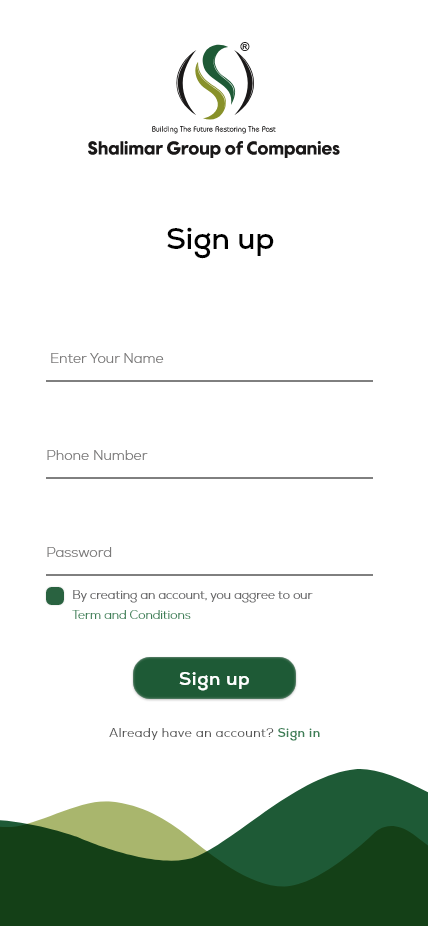 ®
Building The Future Restoring The Past
Shalimar Group of Companies
Sign up
Enter Your Name
Phone Number
Password
By creating an account, you aggree to our
Term and Conditions
Sign up
Already have an account? Sign in